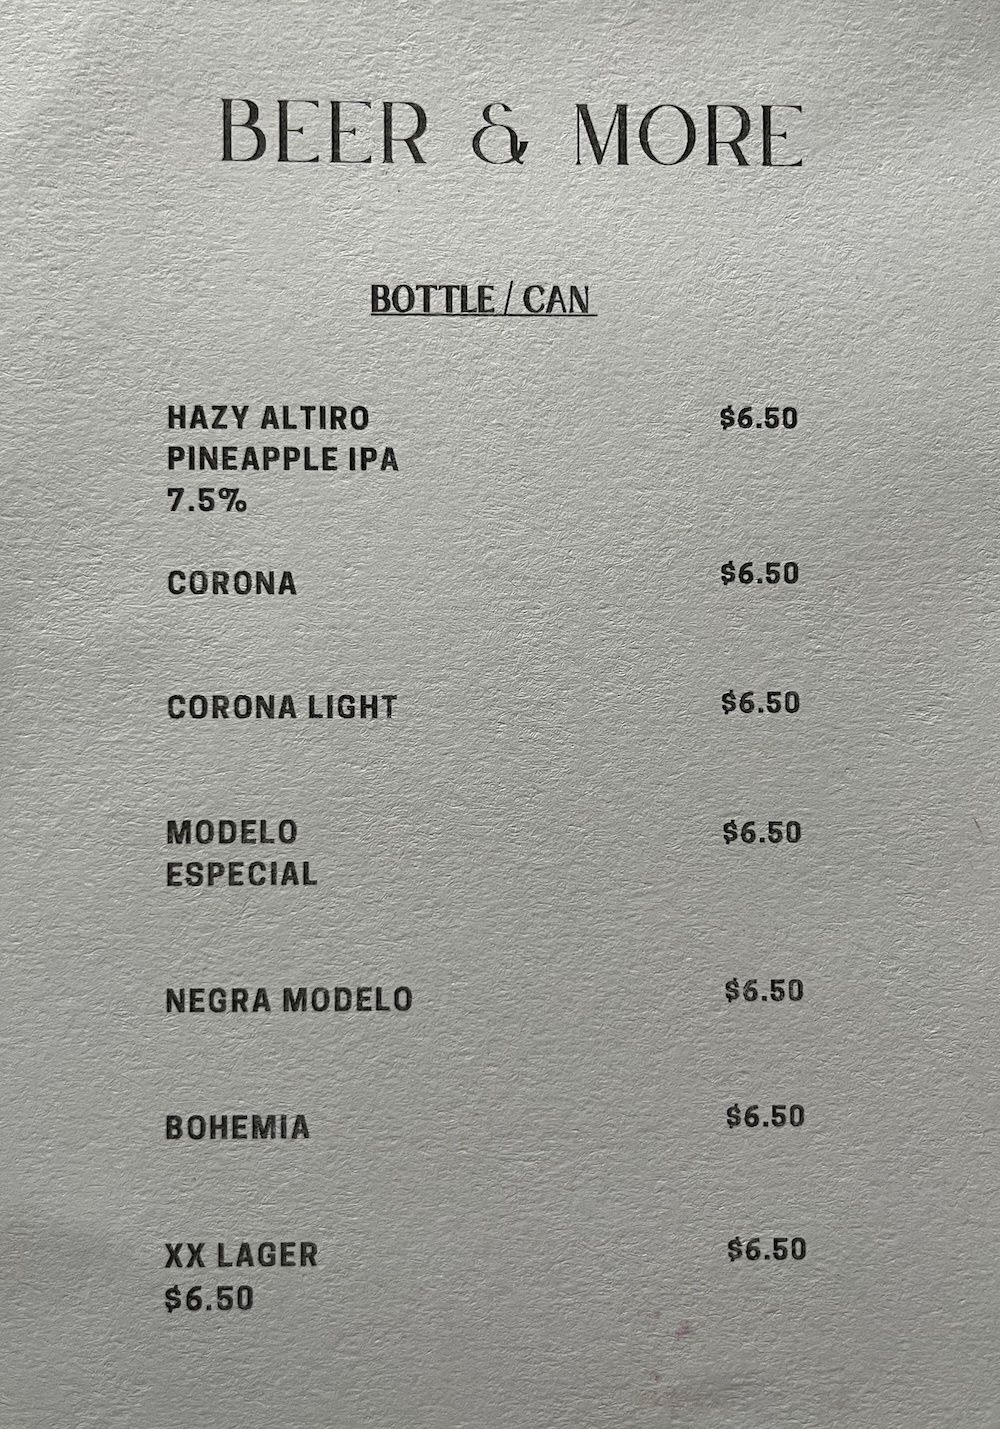 BEER & MORE
BOTTLE / CAN
HAZY ALTIRO $6.50
PINEAPPLE IPA
7.5%
CORONA $6.50
CORONA LIGHT $6.50
MODELO $6.50
ESPECIAL
NEGRA MODELO $6.50
BOHEMIA $6.50
XX LAGER $6.50
$6.50